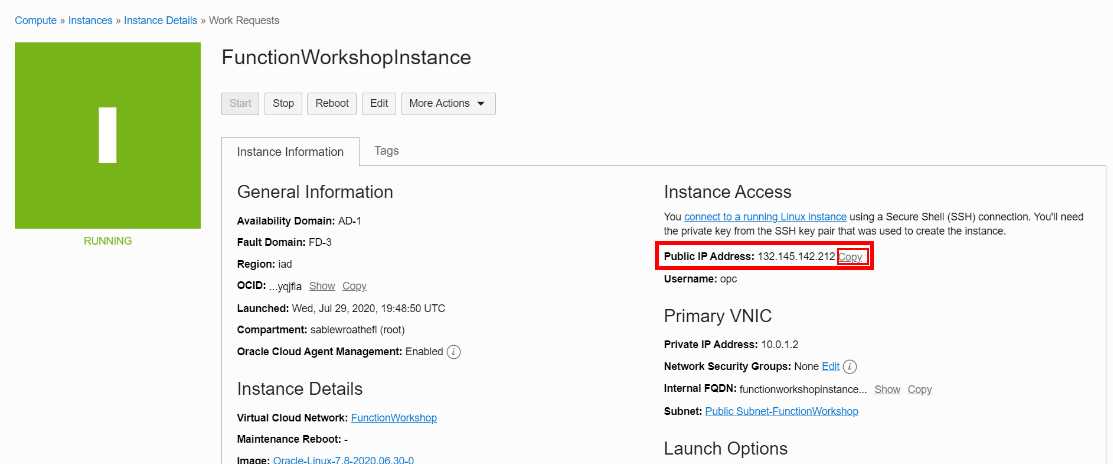 Compute » Instances » Instance Details » Work Requests
FunctionWorkshopInstance
Start Stop Reboot Edit More Actions
RUNNING
Instance Information Tags
General Information
Availability Domain: AD-1
Fault Domain: FD-3
Region: iad
OCID: ...yqjfla Show Copy
Launched: Wed, Jul 29, 2020, 19:48:50 UTC
Compartment: sablewroathefl (root)
Oracle Cloud Agent Management: Enabled i
Instance Details
Virtual Cloud Network: FunctionWorkshop
Maintenance Reboot: -
Image: Oracle-Linux-7.8-2020.06.30-0
Instance Access
You connect to a running Linux instance using a Secure Shell (SSH) connection. You'll need
the private key from the SSH key pair that was used to create the instance.
Public IP Address: 132.145.142.212 Copy
Username: opc
Primary VNIC
Private IP Address: 10.0.1.2
Network Security Groups: None Edit i
Internal FQDN: functionworkshopinstance... Show Copy
Subnet: Public Subnet-FunctionWorkshop
Launch Options